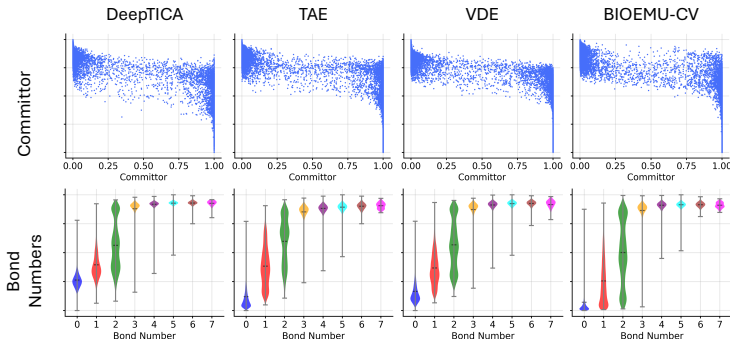 DeepTICA TAE VDE BIOEMU-CV
Committor
0.00 0.25 0.50 0.75 1.00 0.00 0.25 0.50 0.75 1.00 0.00 0.25 0.50 0.75 1.00 0.00 0.25 0.50 0.75 1.00
Committor Committor Committor Committor
Bond
Numbers
0 1 2 3 4 5 6 7 0 1 2 3 4 5 6 7 0 1 2 3 4 5 6 7 0 1 2 3 4 5 6 7
Bond Number Bond Number Bond Number Bond Number